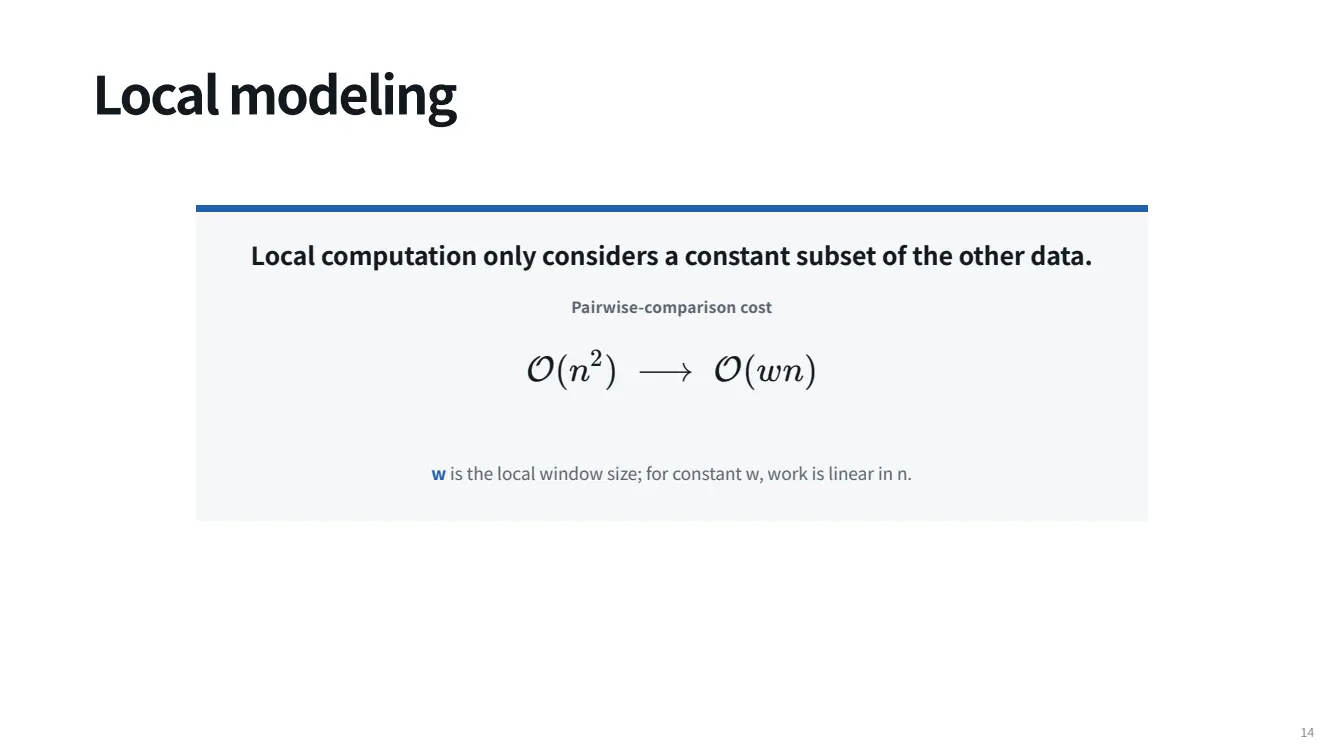 Local modeling
Local computation only considers a constant subset of the other data.
Pairwise-comparison cost
𝒪(n²) ⟶ 𝒪(wn)
w is the local window size; for constant w, work is linear in n.
14